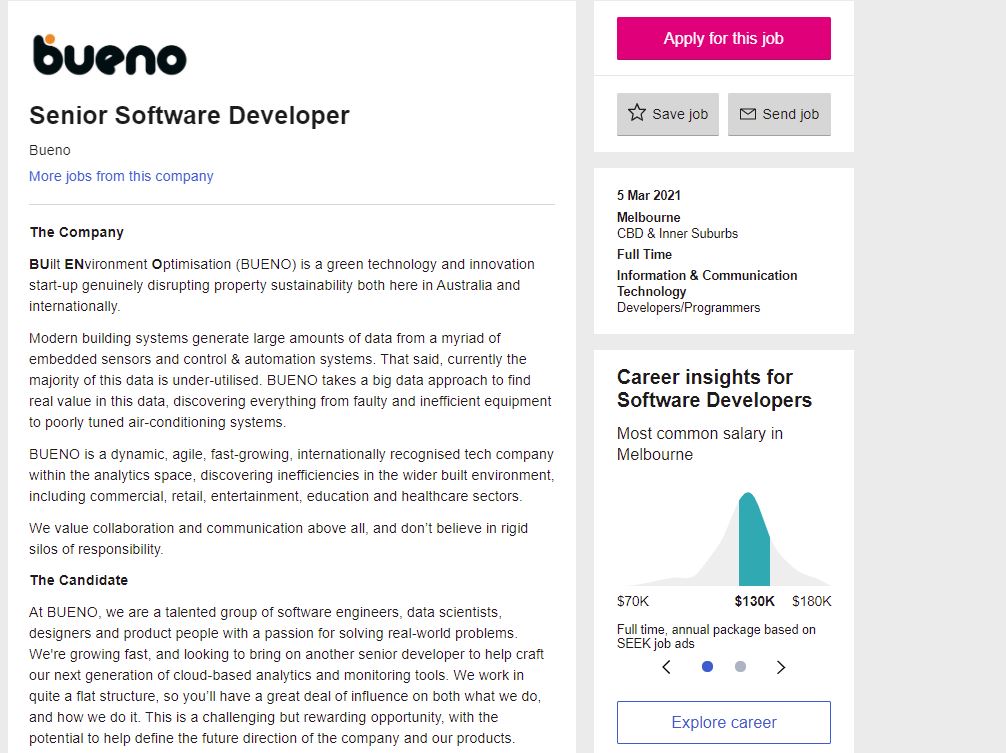 bueno
Senior Software Developer
Bueno
More jobs from this company
The Company
BUilt ENvironment Optimisation (BUENO) is a green technology and innovation
start-up genuinely disrupting property sustainability both here in Australia and
internationally.
Modern building systems generate large amounts of data from a myriad of
embedded sensors and control & automation systems. That said, currently the
majority of this data is under-utilised. BUENO takes a big data approach to find
real value in this data, discovering everything from faulty and inefficient equipment
to poorly tuned air-conditioning systems.
BUENO is a dynamic, agile, fast-growing, internationally recognised tech company
within the analytics space, discovering inefficiencies in the wider built environment,
including commercial, retail, entertainment, education and healthcare sectors.
We value collaboration and communication above all, and don’t believe in rigid
silos of responsibility.
The Candidate
At BUENO, we are a talented group of software engineers, data scientists,
designers and product people with a passion for solving real-world problems.
We're growing fast, and looking to bring on another senior developer to help craft
our next generation of cloud-based analytics and monitoring tools. We work in
quite a flat structure, so you’ll have a great deal of influence on both what we do,
and how we do it. This is a challenging but rewarding opportunity, with the
potential to help define the future direction of the company and our products.
Apply for this job
Save job
Send job
5 Mar 2021
Melbourne
CBD & Inner Suburbs
Full Time
Information & Communication
Technology
Developers/Programmers
Career insights for
Software Developers
Most common salary in
Melbourne
$70K $130K $180K
Full time, annual package based on
SEEK job ads
Explore career